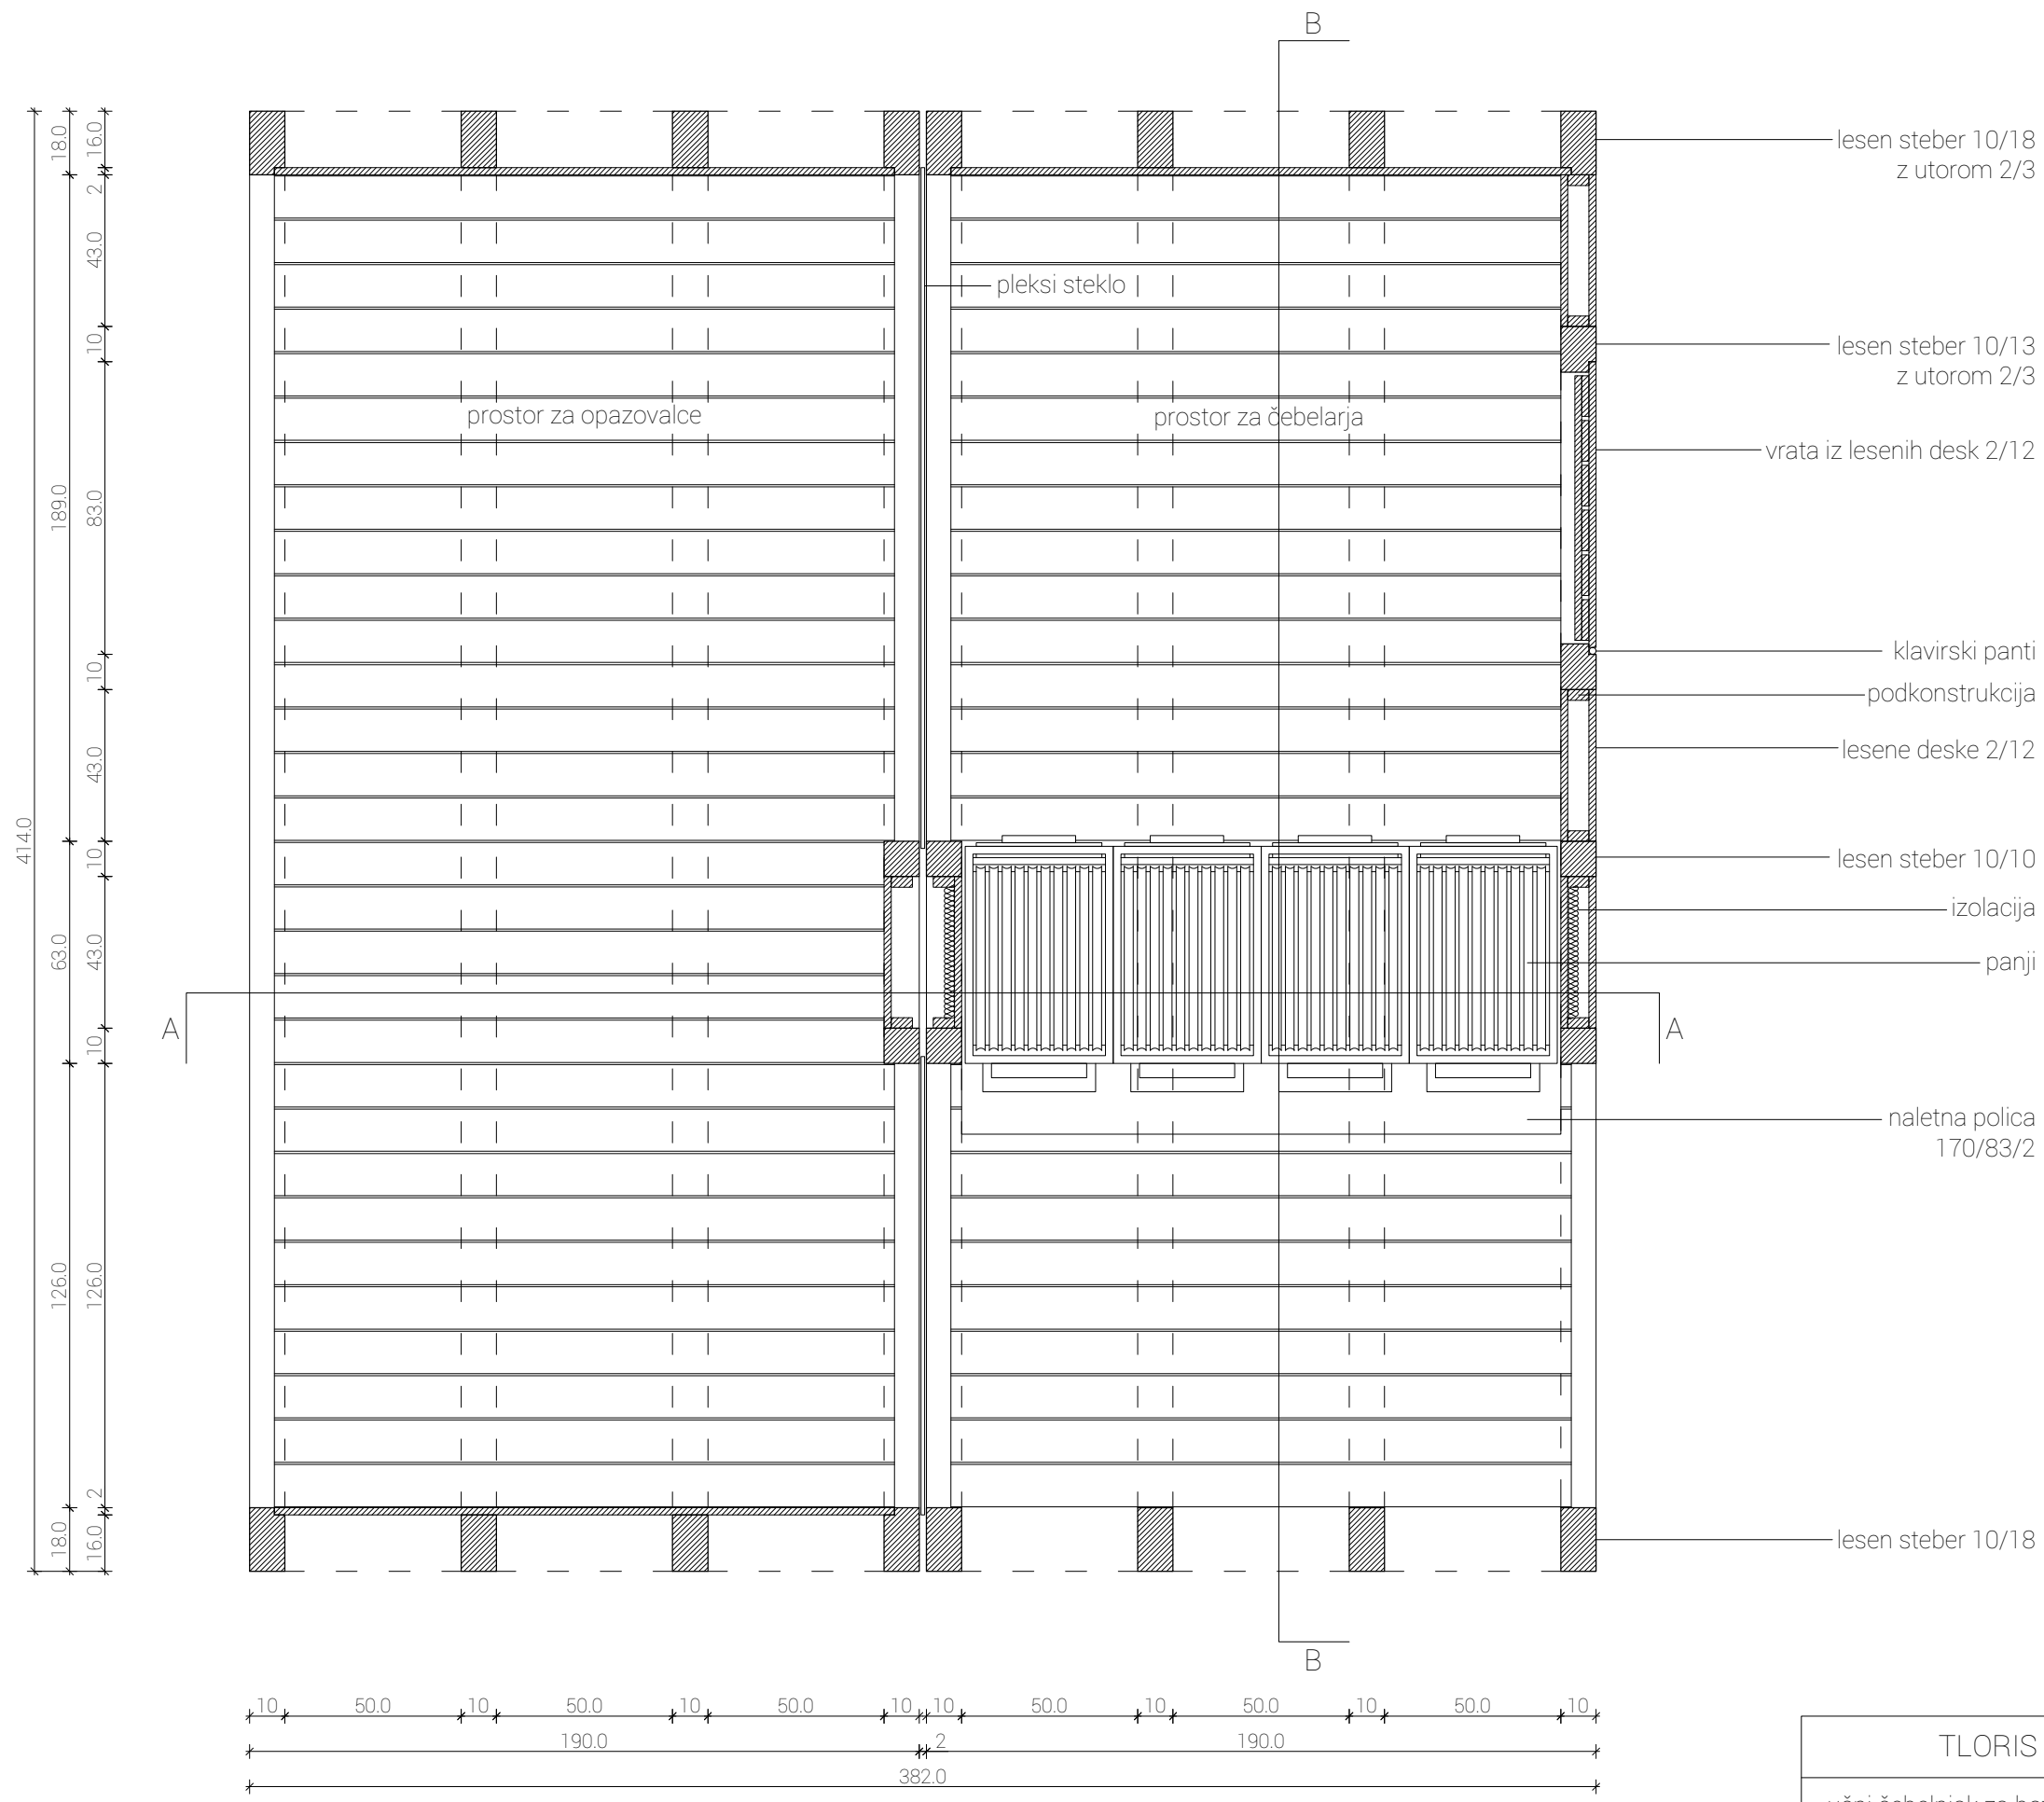 B
18.0
16.0
2
43.0
10
189.0
83.0
10
43.0
414.0
10
63.0
43.0
10
126.0
126.0
2
18.0
16.0
lesen steber 10/18
z utorom 2/3
pleksi steklo
lesen steber 10/13
z utorom 2/3
prostor za opazovalce
prostor za čebelarja
vrata iz lesenih desk 2/12
klavirski panti
podkonstrukcija
lesene deske 2/12
lesen steber 10/10
izolacija
panji
A
A
naletna polica
170/83/2
lesen steber 10/18
B
10 50.0 10 50.0 10 50.0 10 10 50.0 10 50.0 10 50.0 10
190.0 2 190.0
382.0
TLORIS